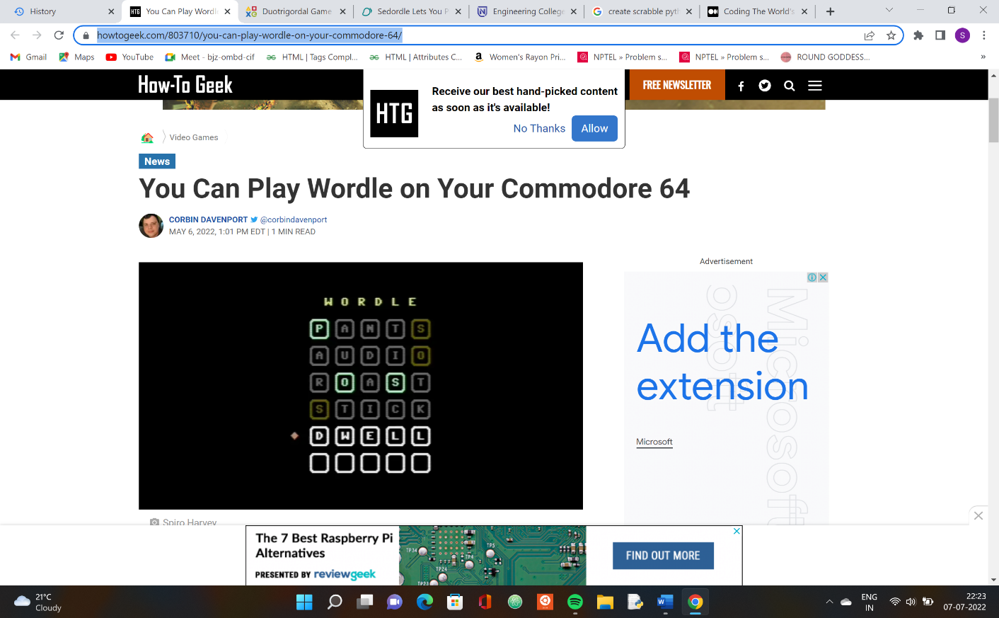 History
You Can Play Wordl
Duotrigordal Game
Sedordle Lets You P
Engineering College
create scrabble pyth
Coding The World's
howtogeek.com/803710/you-can-play-wordle-on-your-commodore-64/
S
Gmail
Maps
YouTube
Meet - bjz-ombd-cif
HTML | Tags Compl...
HTML | Attributes C...
Women's Rayon Pri...
NPTEL » Problem s...
NPTEL » Problem s...
ROUND GODDESS...
»
How-To Geek
HTG
Receive our best hand-picked content
as soon as it's available!
No Thanks
Allow
FREE NEWSLETTER
Video Games
News
You Can Play Wordle on Your Commodore 64
CORBIN DAVENPORT @corbindavenport
MAY 6, 2022, 1:01 PM EDT | 1 MIN READ
WORDLE
P A N T S
A U D I O
R O A S T
S T I C K
D W E L L
Spiro Harvey
Advertisement
Microsoft
Add the
extension
Microsoft
The 7 Best Raspberry Pi
Alternatives
PRESENTED BY reviewgeek
TP34
TP5
TP24
TP23
FIND OUT MORE
21°C
Cloudy
ENG
IN
22:23
07-07-2022